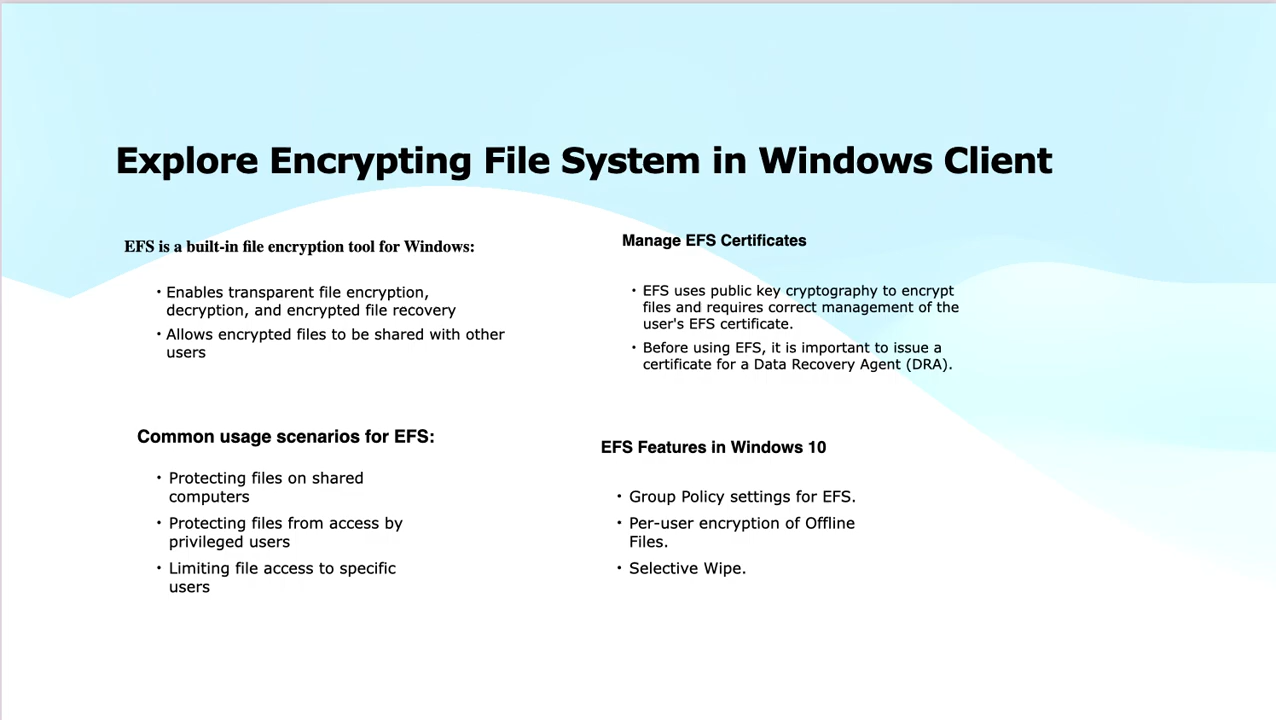 Explore Encrypting File System in Windows Client
EFS is a built-in file encryption tool for Windows:
• Enables transparent file encryption,
decryption, and encrypted file recovery
• Allows encrypted files to be shared with other
users
Manage EFS Certificates
• EFS uses public key cryptography to encrypt
files and requires correct management of the
user's EFS certificate.
• Before using EFS, it is important to issue a
certificate for a Data Recovery Agent (DRA).
Common usage scenarios for EFS:
• Protecting files on shared
computers
• Protecting files from access by
privileged users
• Limiting file access to specific
users
EFS Features in Windows 10
• Group Policy settings for EFS.
• Per-user encryption of Offline
Files.
• Selective Wipe.